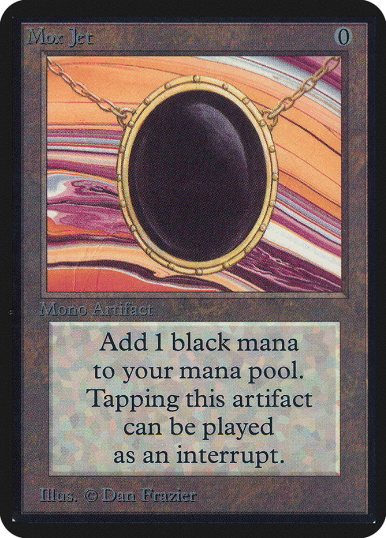 Mox Jet 0
Mono Artifact
Add 1 black mana
to your mana pool.
Tapping this artifact
can be played
as an interrupt.
Illus. © Dan Frazier